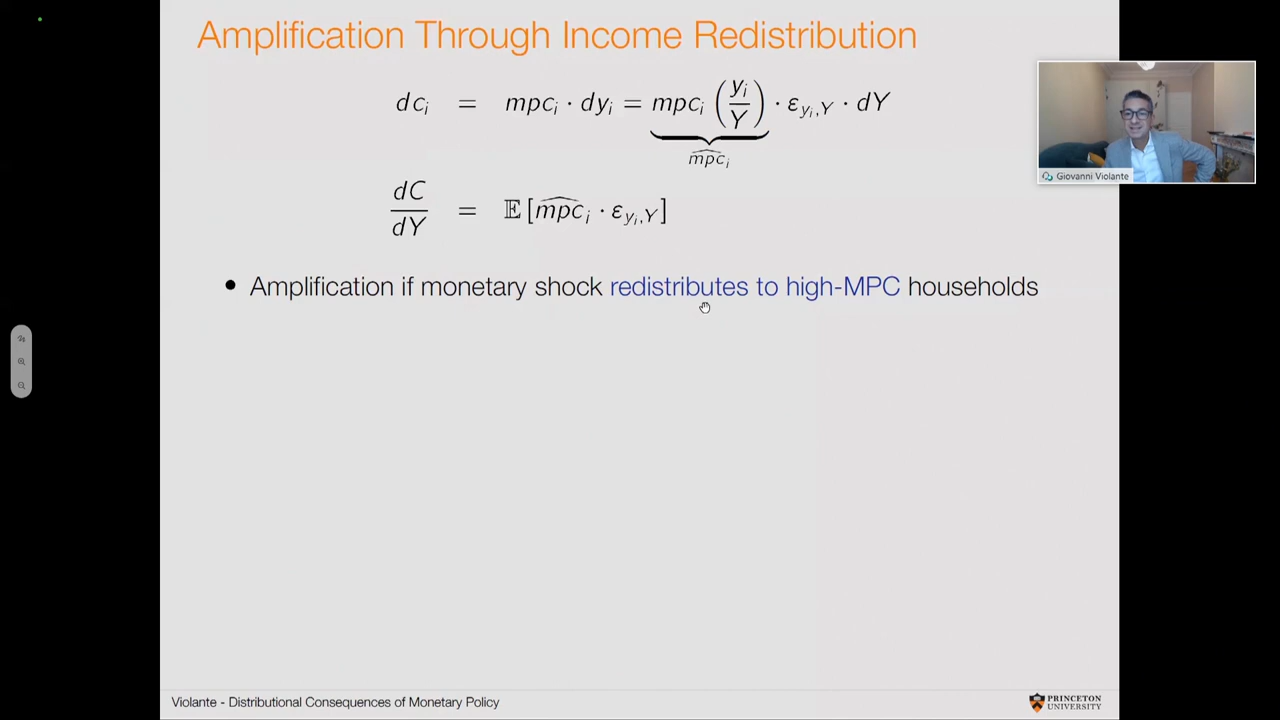 Amplification Through Income Redistribution
dc_i = mpc_i · dy_i = mpc_i (y_i/Y) · ε_{y_i,Y} · dY
\widehat{mpc}_i
dC/dY = 𝔼 [\widehat{mpc}_i · ε_{y_i,Y}]
Giovanni Violante
• Amplification if monetary shock redistributes to high-MPC households
Violante - Distributional Consequences of Monetary Policy
PRINCETON
UNIVERSITY